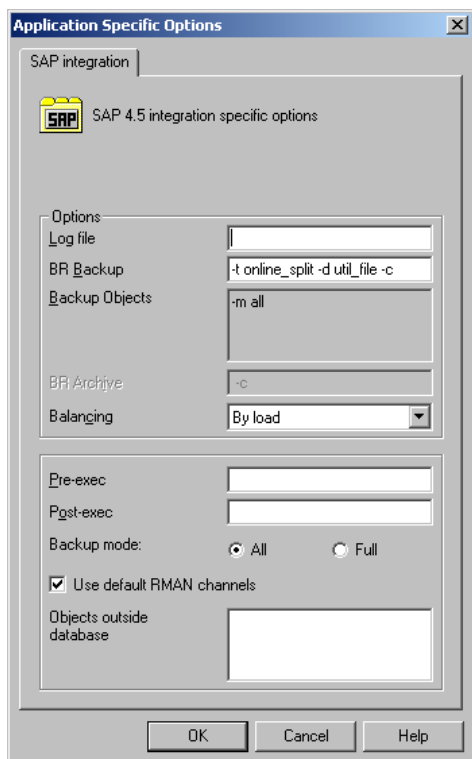 Application Specific Options
SAP integration
SAP SAP 4.5 integration specific options
Options
Log file
BR Backup -t online_split -d util_file -c
Backup Objects -m all
BR Archive -c
Balancing By load
Pre-exec
Post-exec
Backup mode: All Full
Use default RMAN channels
Objects outside
database
OK Cancel Help